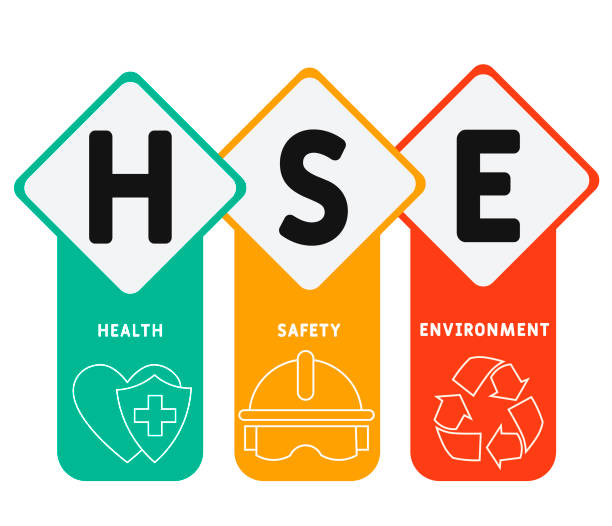 H S E
HEALTH SAFETY ENVIRONMENT